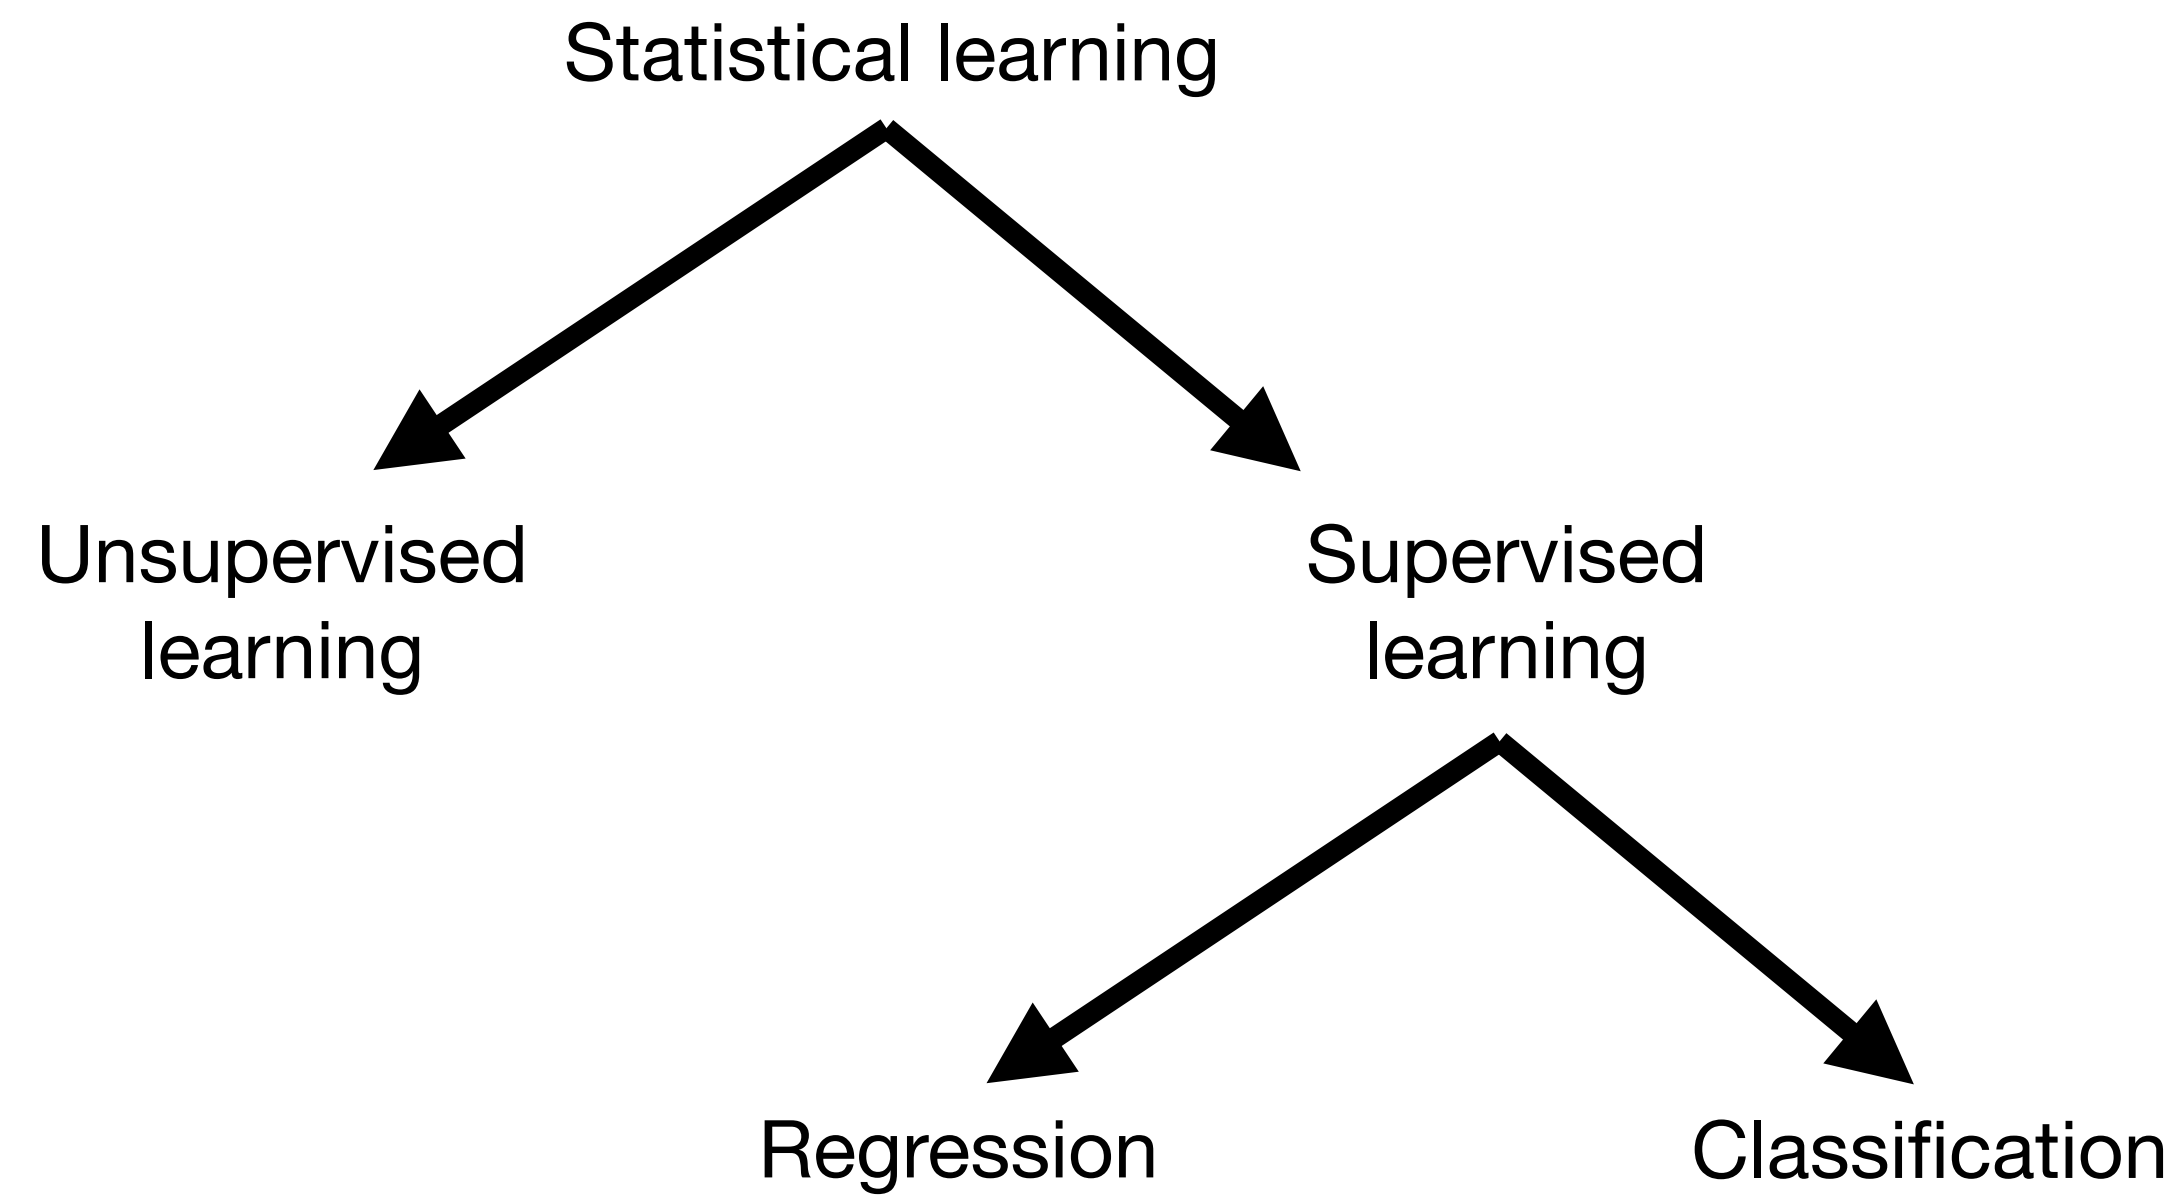 Statistical learning
Unsupervised
learning
Supervised
learning
Regression
Classification